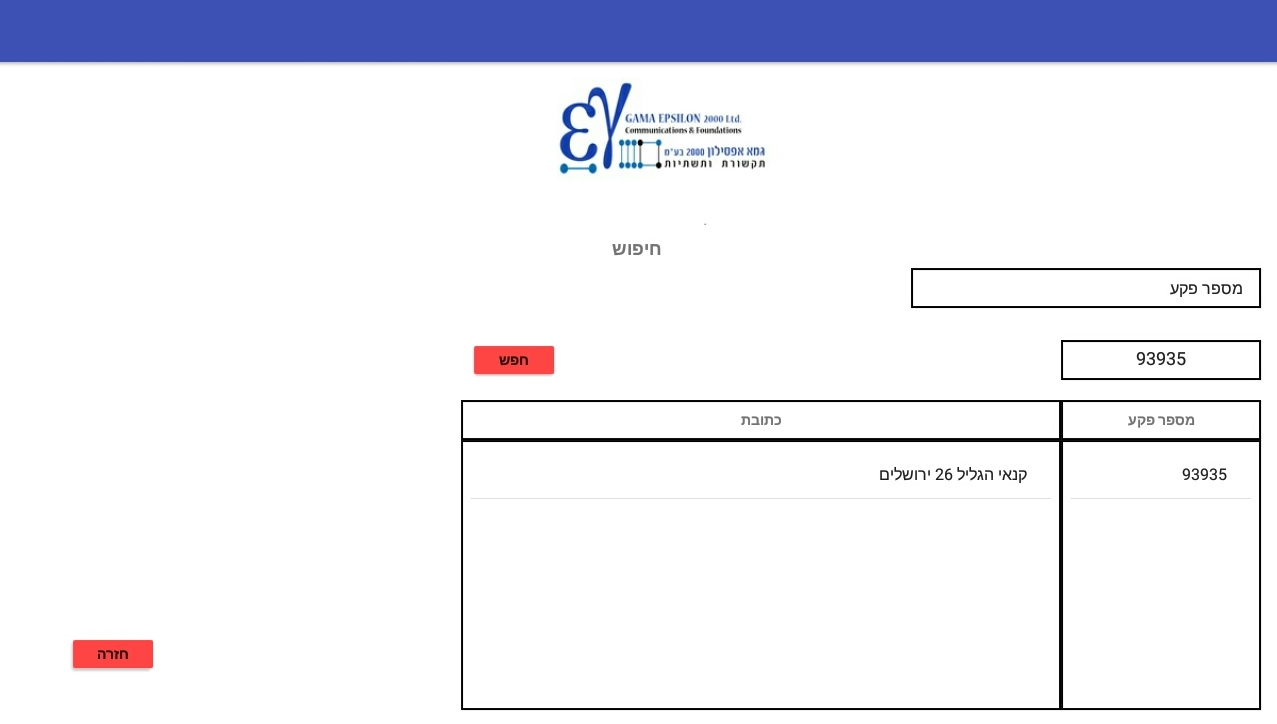 GAMA EPSILON 2000 Ltd.
Communications & Foundations
גמא אפסילון 2000 בע"מ
תקשורת ותשתיות
חיפוש
מספר פקע
93935
חפש
מספר פקע
כתובת
93935
קנאי הגליל 26 ירושלים
חזרה